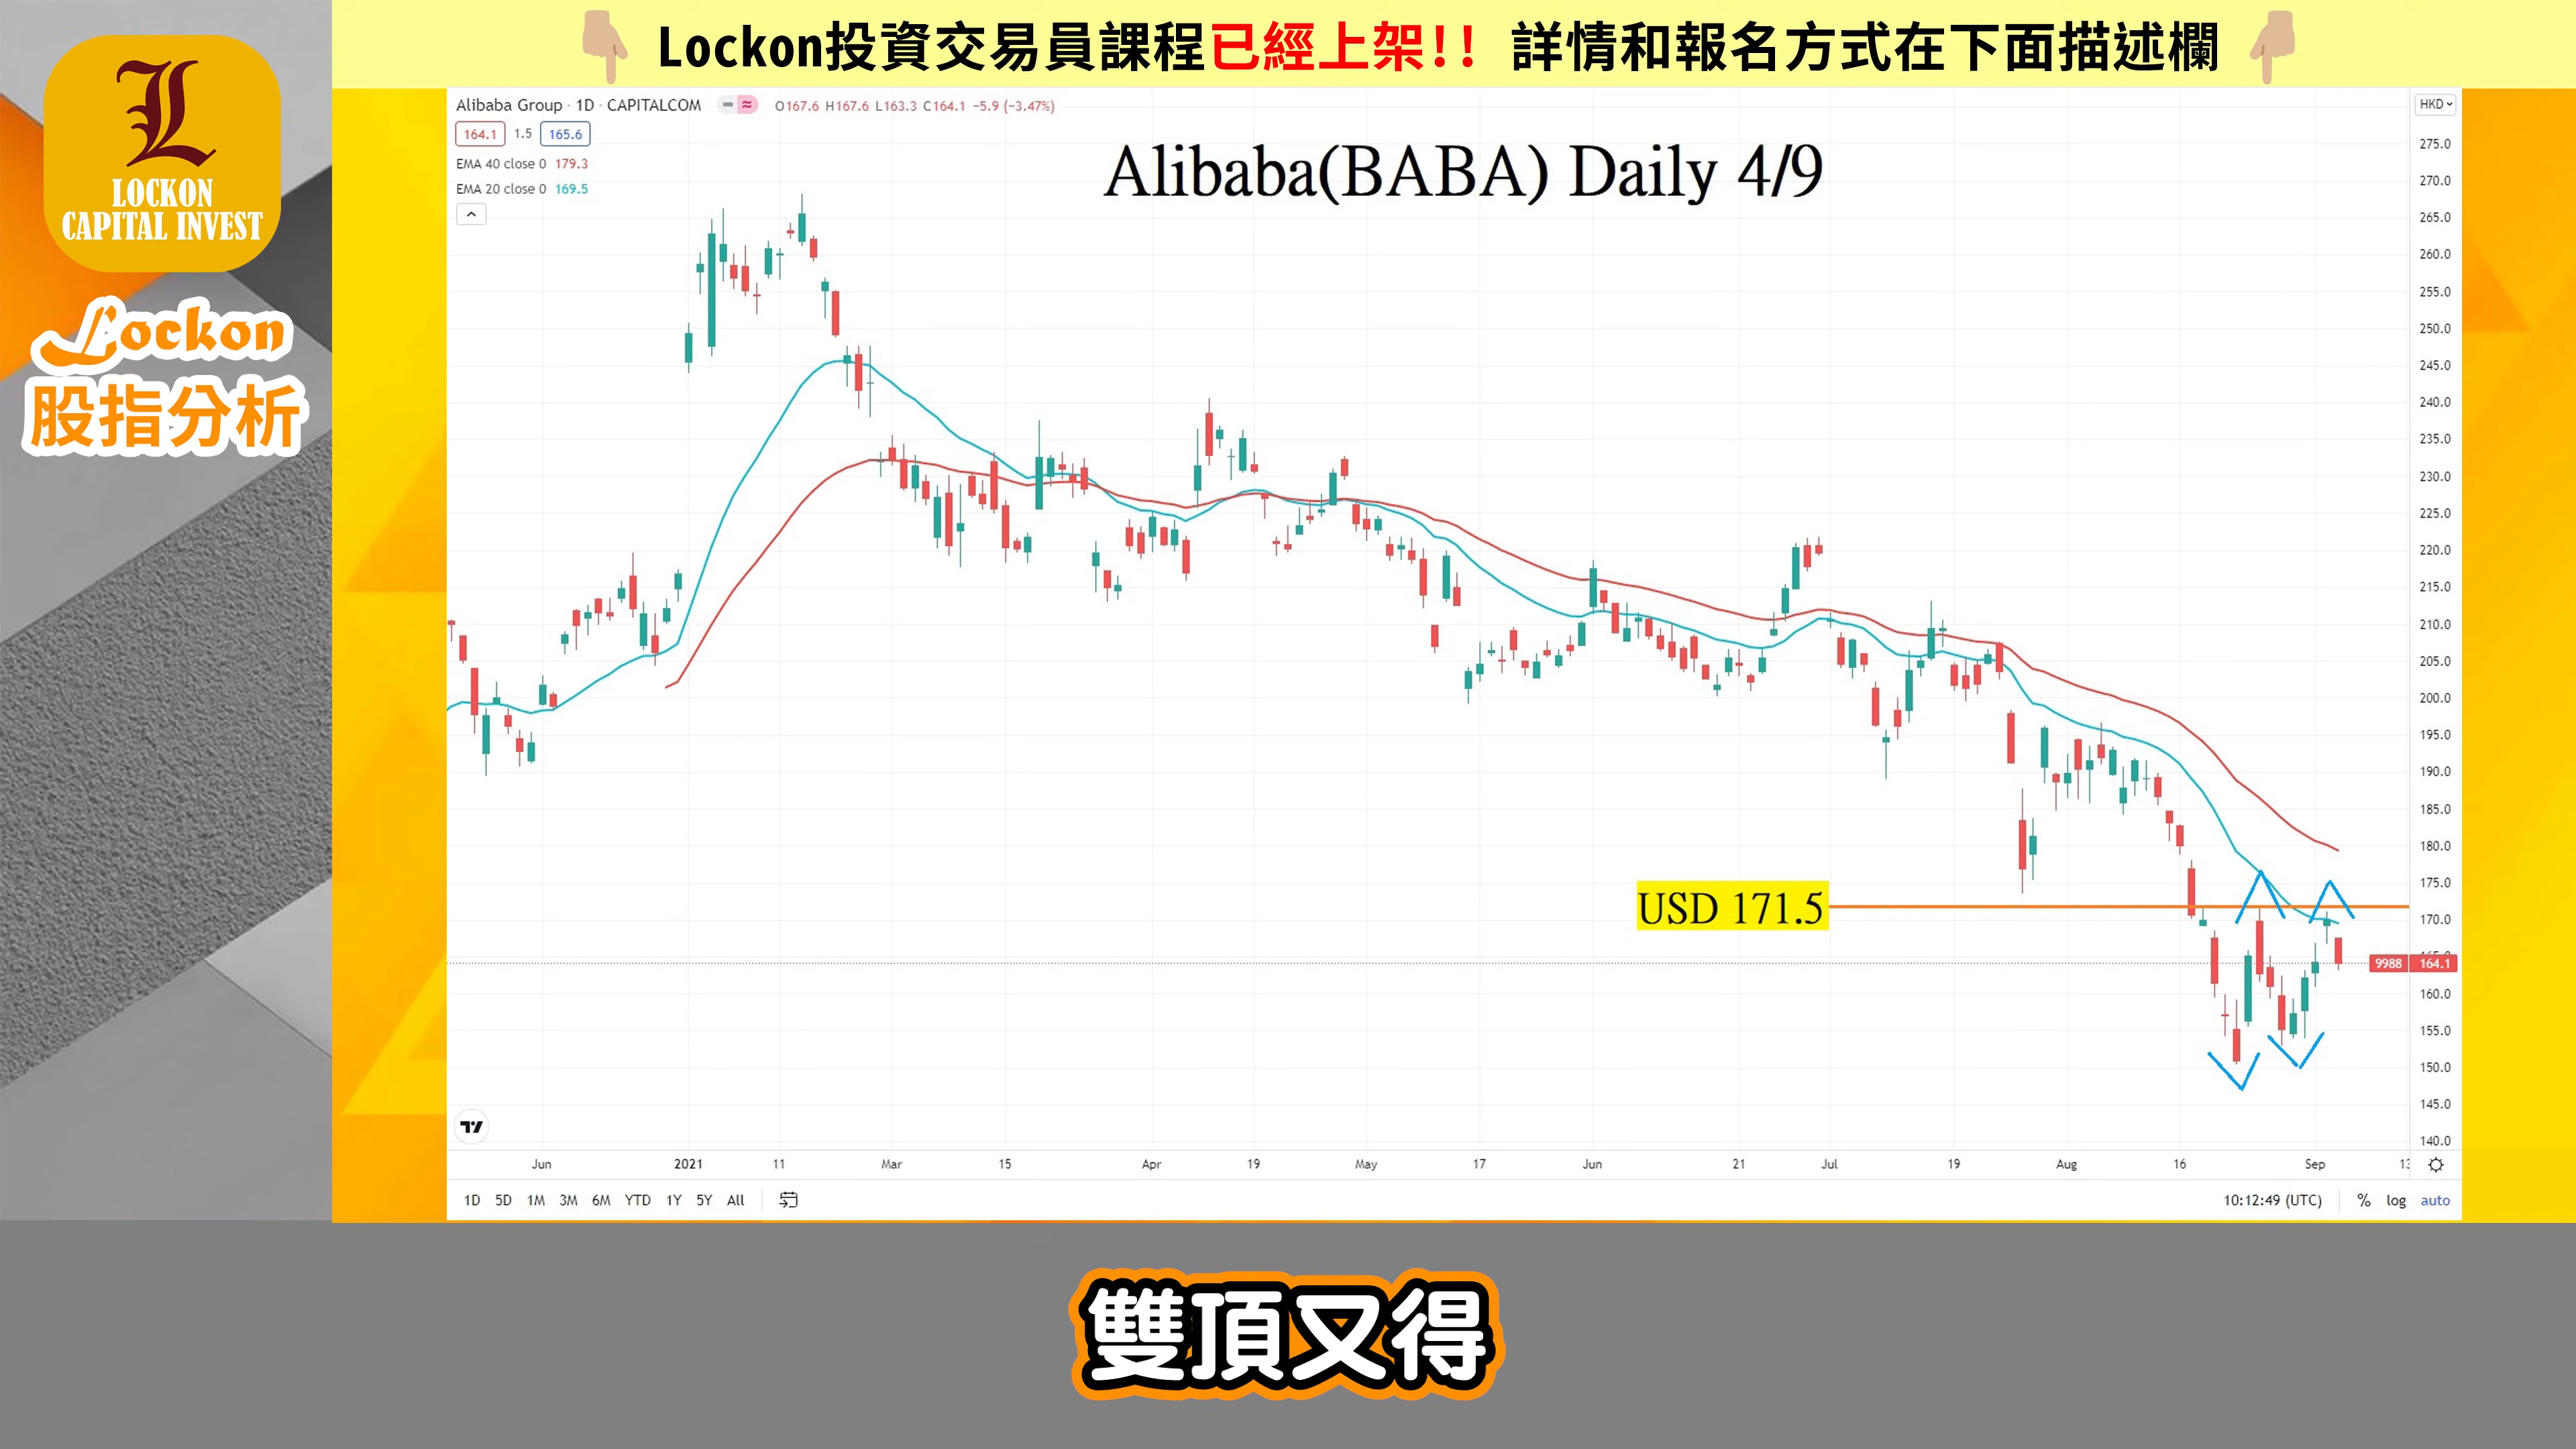 Lockon投資交易員課程已經上架!! 詳情和報名方式在下面描述欄
L
LOCKON
CAPITAL INVEST
Lockon
股指分析
Alibaba Group · 1D · CAPITALCOM O167.6 H167.6 L163.3 C164.1 −5.9 (−3.47%)
HKD
164.1 1.5 165.6
EMA 40 close 0 179.3
EMA 20 close 0 169.5
Alibaba(BABA) Daily 4/9
275.0
270.0
265.0
260.0
255.0
250.0
245.0
240.0
235.0
230.0
225.0
220.0
215.0
210.0
205.0
200.0
195.0
190.0
185.0
180.0
175.0
USD 171.5
170.0
9988 164.1
160.0
155.0
150.0
145.0
140.0
Jun 2021 11 Mar 15 Apr 19 May 17 Jun 21 Jul 19 Aug 16 Sep
1D 5D 1M 3M 6M YTD 1Y 5Y All
10:12:49 (UTC) % log auto
雙頂又得